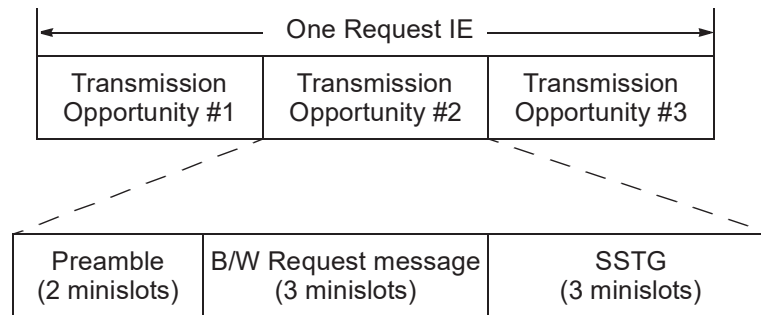 One Request IE
Transmission Transmission Transmission
Opportunity #1 Opportunity #2 Opportunity #3
Preamble B/W Request message SSTG
(2 minislots) (3 minislots) (3 minislots)